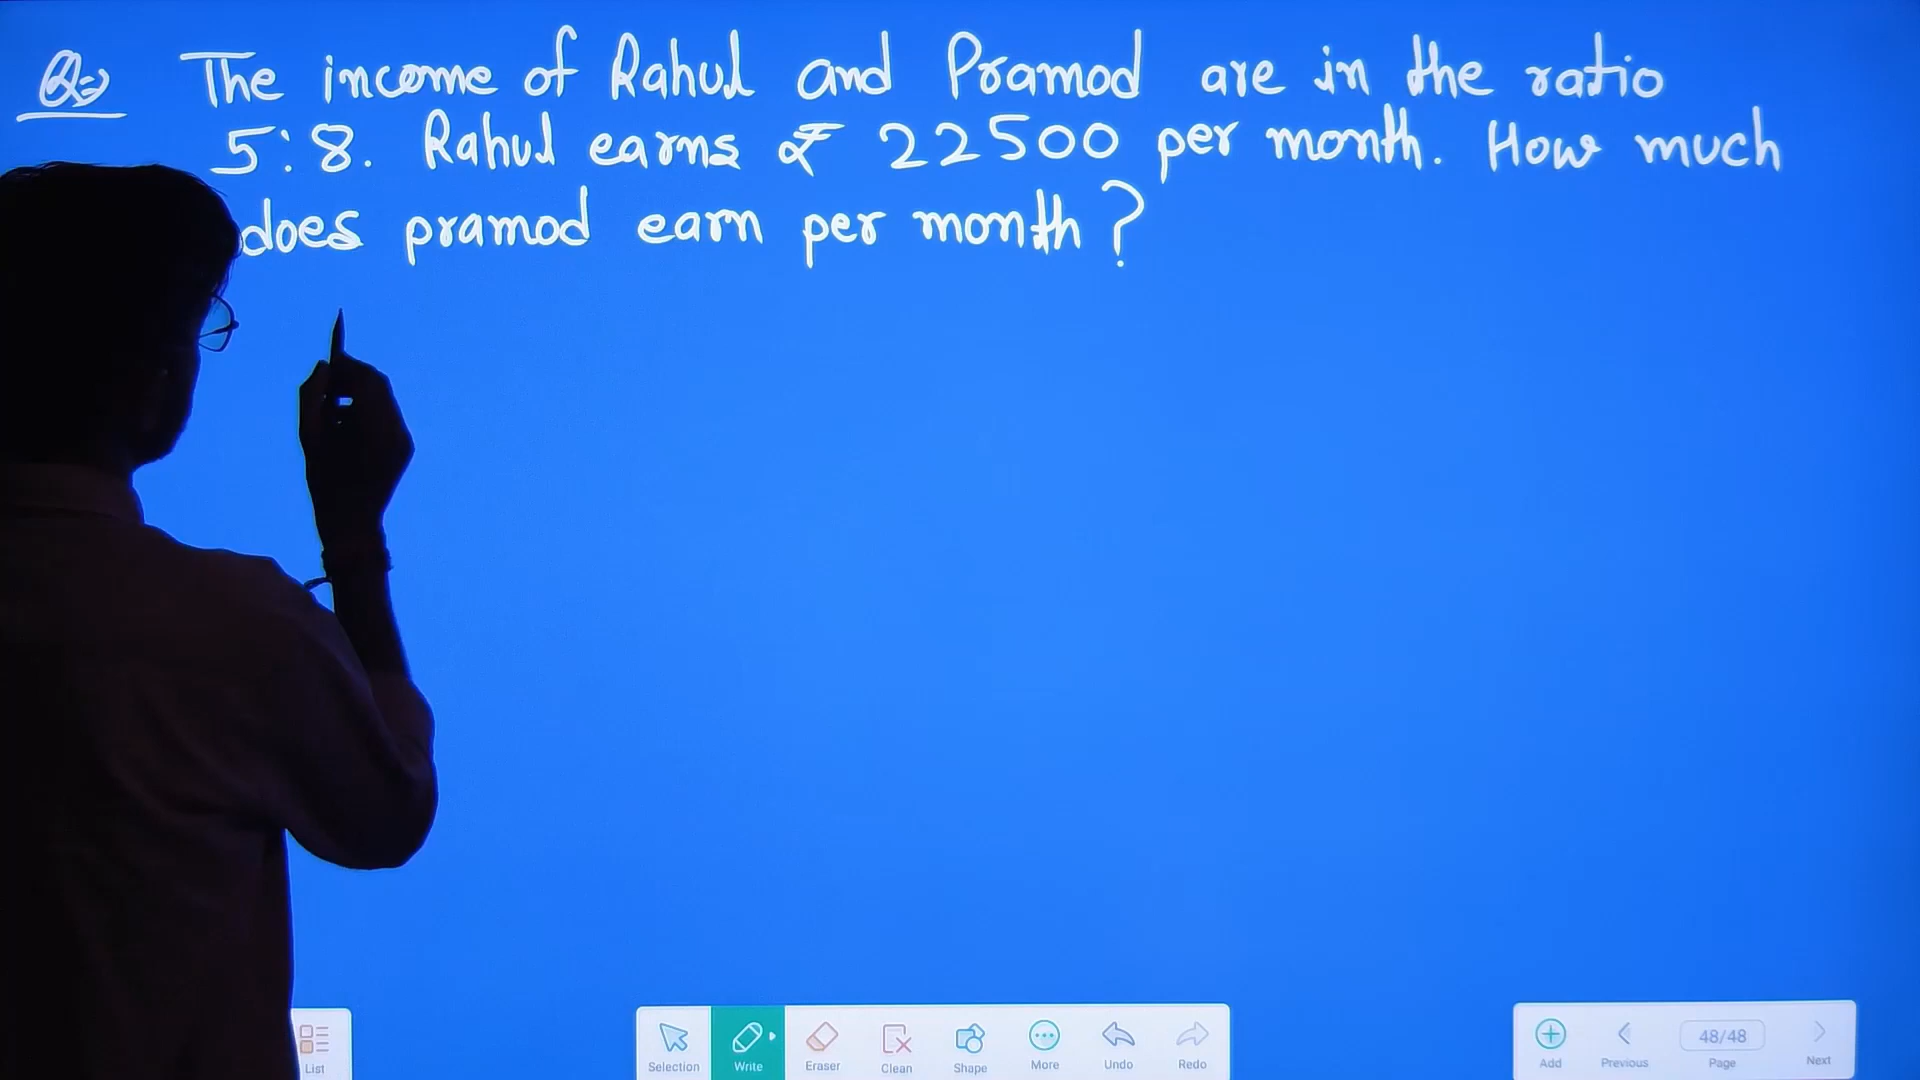 Q→ The income of Rahul and Pramod are in the ratio
5:8. Rahul earns ₹ 22500 per month. How much
does pramod earn per month?
List
Selection Write Eraser Clean Shape More Undo Redo
Add Previous 48/48 Page Next